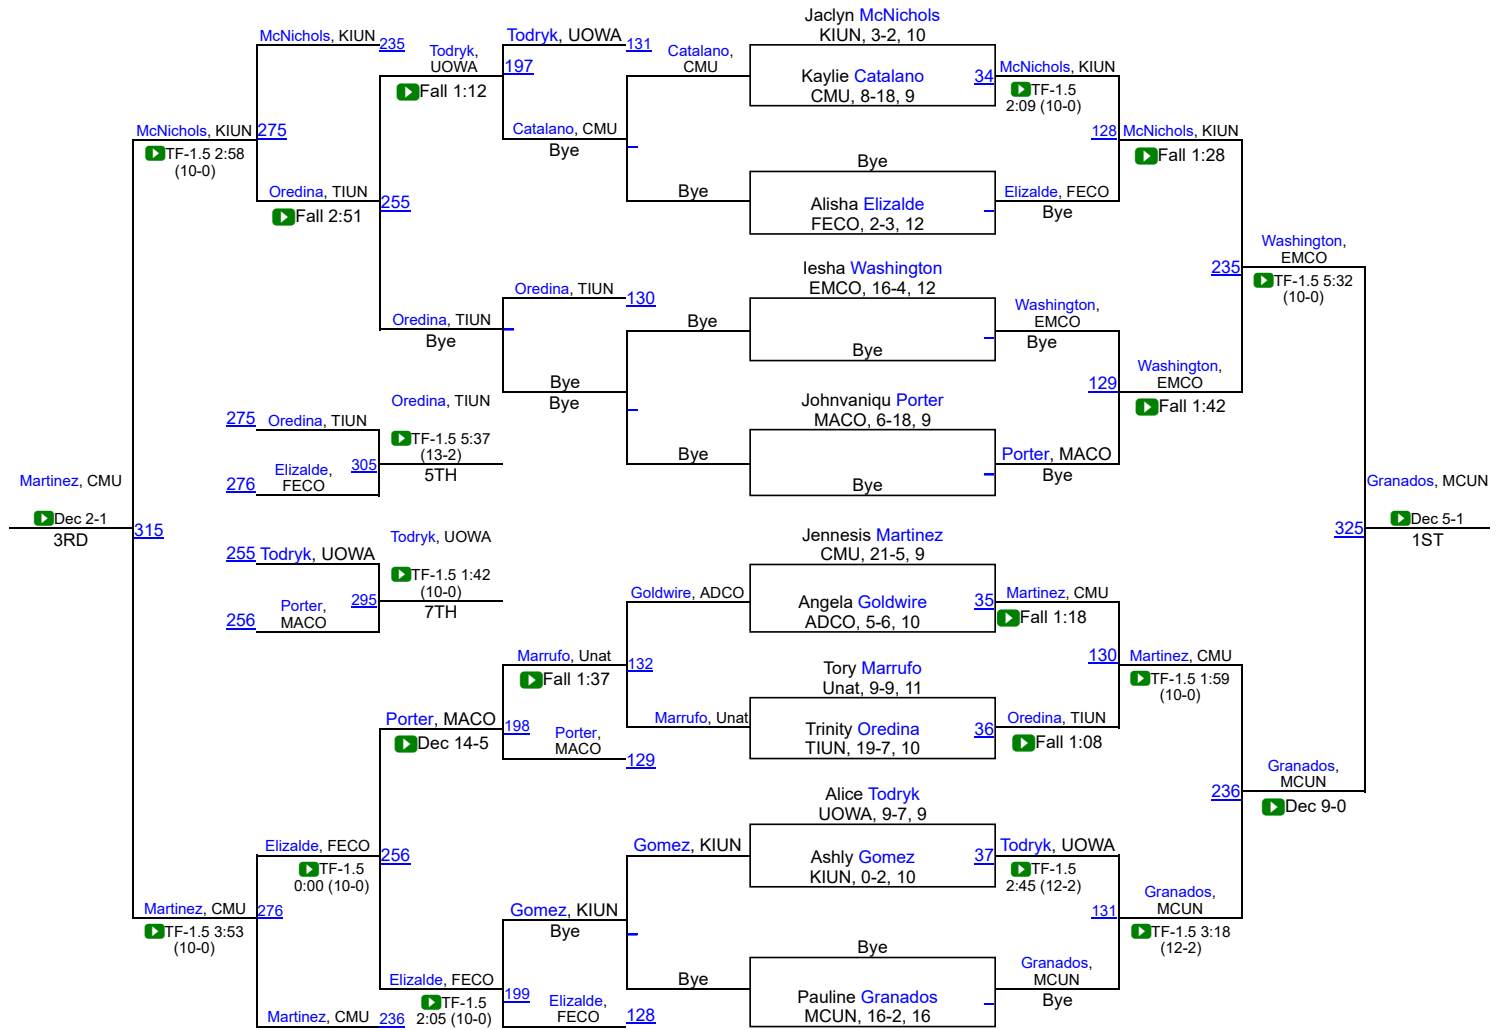 Jaclyn McNichols
KIUN, 3-2, 10
McNichols, KIUN
235
Todryk,
UOWA
Todryk, UOWA
131
197
Catalano,
CMU
Kaylie Catalano
CMU, 8-18, 9
34
McNichols, KIUN
TF-1.5
2:09 (10-0)
Fall 1:12
McNichols, KIUN
275
TF-1.5 2:58
(10-0)
Catalano, CMU
Bye
128
McNichols, KIUN
Fall 1:28
Oredina, TIUN
255
Fall 2:51
Bye
Bye
Alisha Elizalde
FECO, 2-3, 12
Elizalde, FECO
Bye
Iesha Washington
EMCO, 16-4, 12
235
Washington,
EMCO
TF-1.5 5:32
(10-0)
Oredina, TIUN
130
Oredina, TIUN
Bye
Bye
Bye
Washington,
EMCO
Bye
Bye
Bye
Johnvaniqu Porter
MACO, 6-18, 9
129
Washington,
EMCO
Fall 1:42
Oredina, TIUN
275
Oredina, TIUN
TF-1.5 5:37
(13-2)
305
5TH
276
Elizalde,
FECO
Bye
Bye
Porter, MACO
Bye
Martinez, CMU
Dec 2-1
3RD
315
Granados, MCUN
325
Dec 5-1
1ST
Todryk, UOWA
255
Todryk, UOWA
TF-1.5 1:42
(10-0)
295
7TH
256
Porter,
MACO
Jennesis Martinez
CMU, 21-5, 9
Goldwire, ADCO
Angela Goldwire
ADCO, 5-6, 10
35
Martinez, CMU
Fall 1:18
Marrufo, Unat
132
Fall 1:37
Tory Marrufo
Unat, 9-9, 11
130
Martinez, CMU
TF-1.5 1:59
(10-0)
Porter, MACO
198
Dec 14-5
Porter,
MACO
129
Marrufo, Unat
Trinity Oredina
TIUN, 19-7, 10
36
Oredina, TIUN
Fall 1:08
Alice Todryk
UOWA, 9-7, 9
236
Granados,
MCUN
Dec 9-0
Elizalde, FECO
256
TF-1.5
0:00 (10-0)
Gomez, KIUN
Ashly Gomez
KIUN, 0-2, 10
37
Todryk, UOWA
TF-1.5
2:45 (12-2)
Martinez, CMU
276
TF-1.5 3:53
(10-0)
Gomez, KIUN
Bye
131
Granados,
MCUN
TF-1.5 3:18
(12-2)
Bye
Elizalde, FECO
199
TF-1.5
2:05 (10-0)
Bye
Pauline Granados
MCUN, 16-2, 16
Granados,
MCUN
Bye
Martinez, CMU
236
Elizalde,
FECO
128